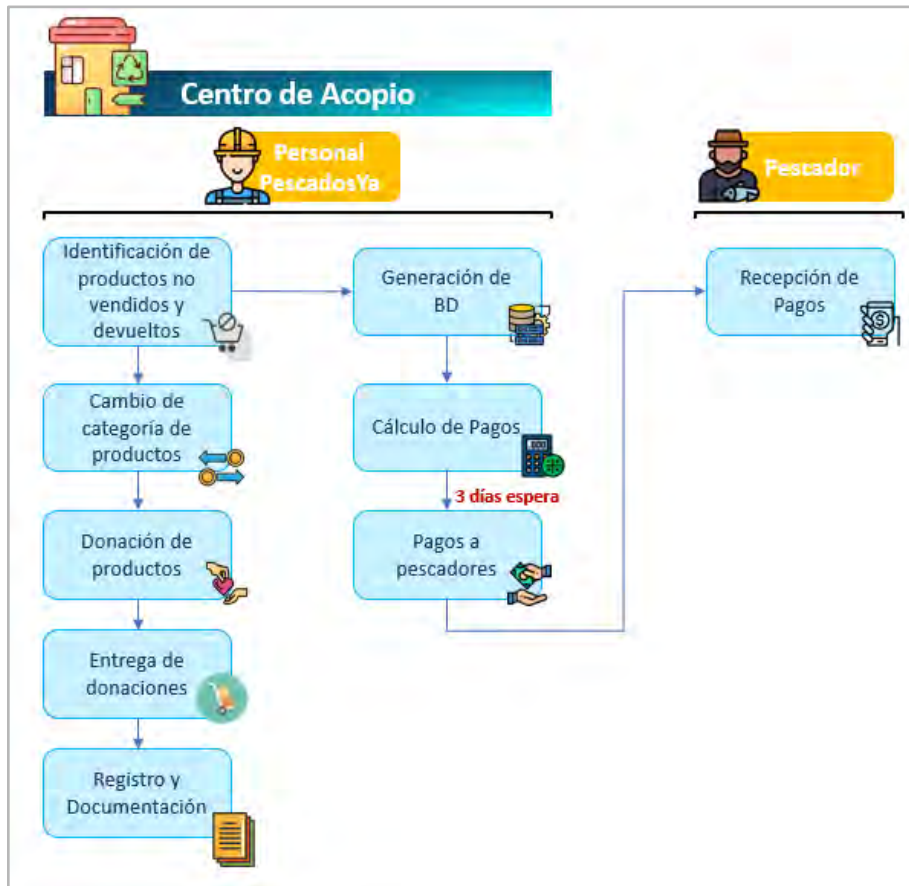 Centro de Acopio
Personal
PescadosYa
Pescador
Identificación de
productos no
vendidos y
devueltos
Generación de
BD
Recepción de
Pagos
Cambio de
categoría de
productos
Cálculo de Pagos
3 días espera
Donación de
productos
Pagos a
pescadores
Entrega de
donaciones
Registro y
Documentación